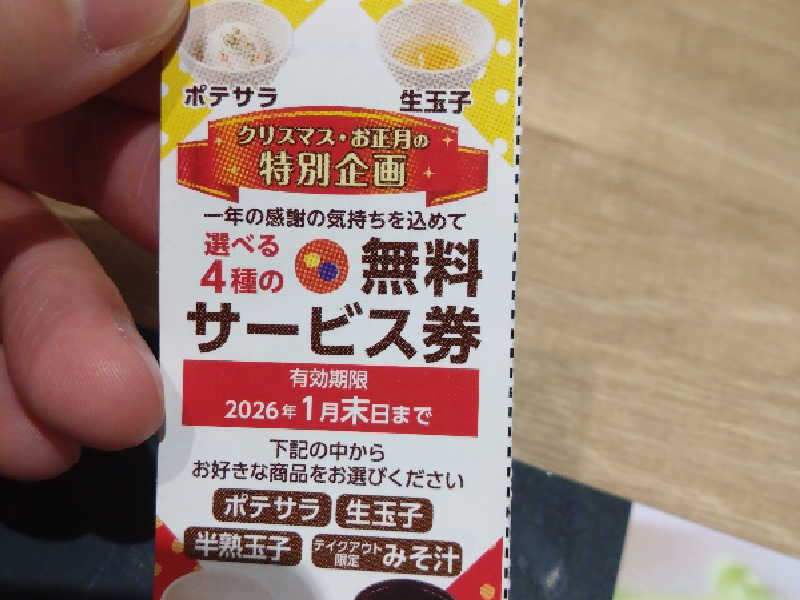 ポテサラ 生玉子
クリスマス・お正月の
特別企画
一年の感謝の気持ちを込めて
選べる
4種の 無料
サービス券
有効期限
2026年1月末日まで
下記の中から
お好きな商品をお選びください
ポテサラ 生玉子
半熟玉子 テイクアウト限定 みそ汁